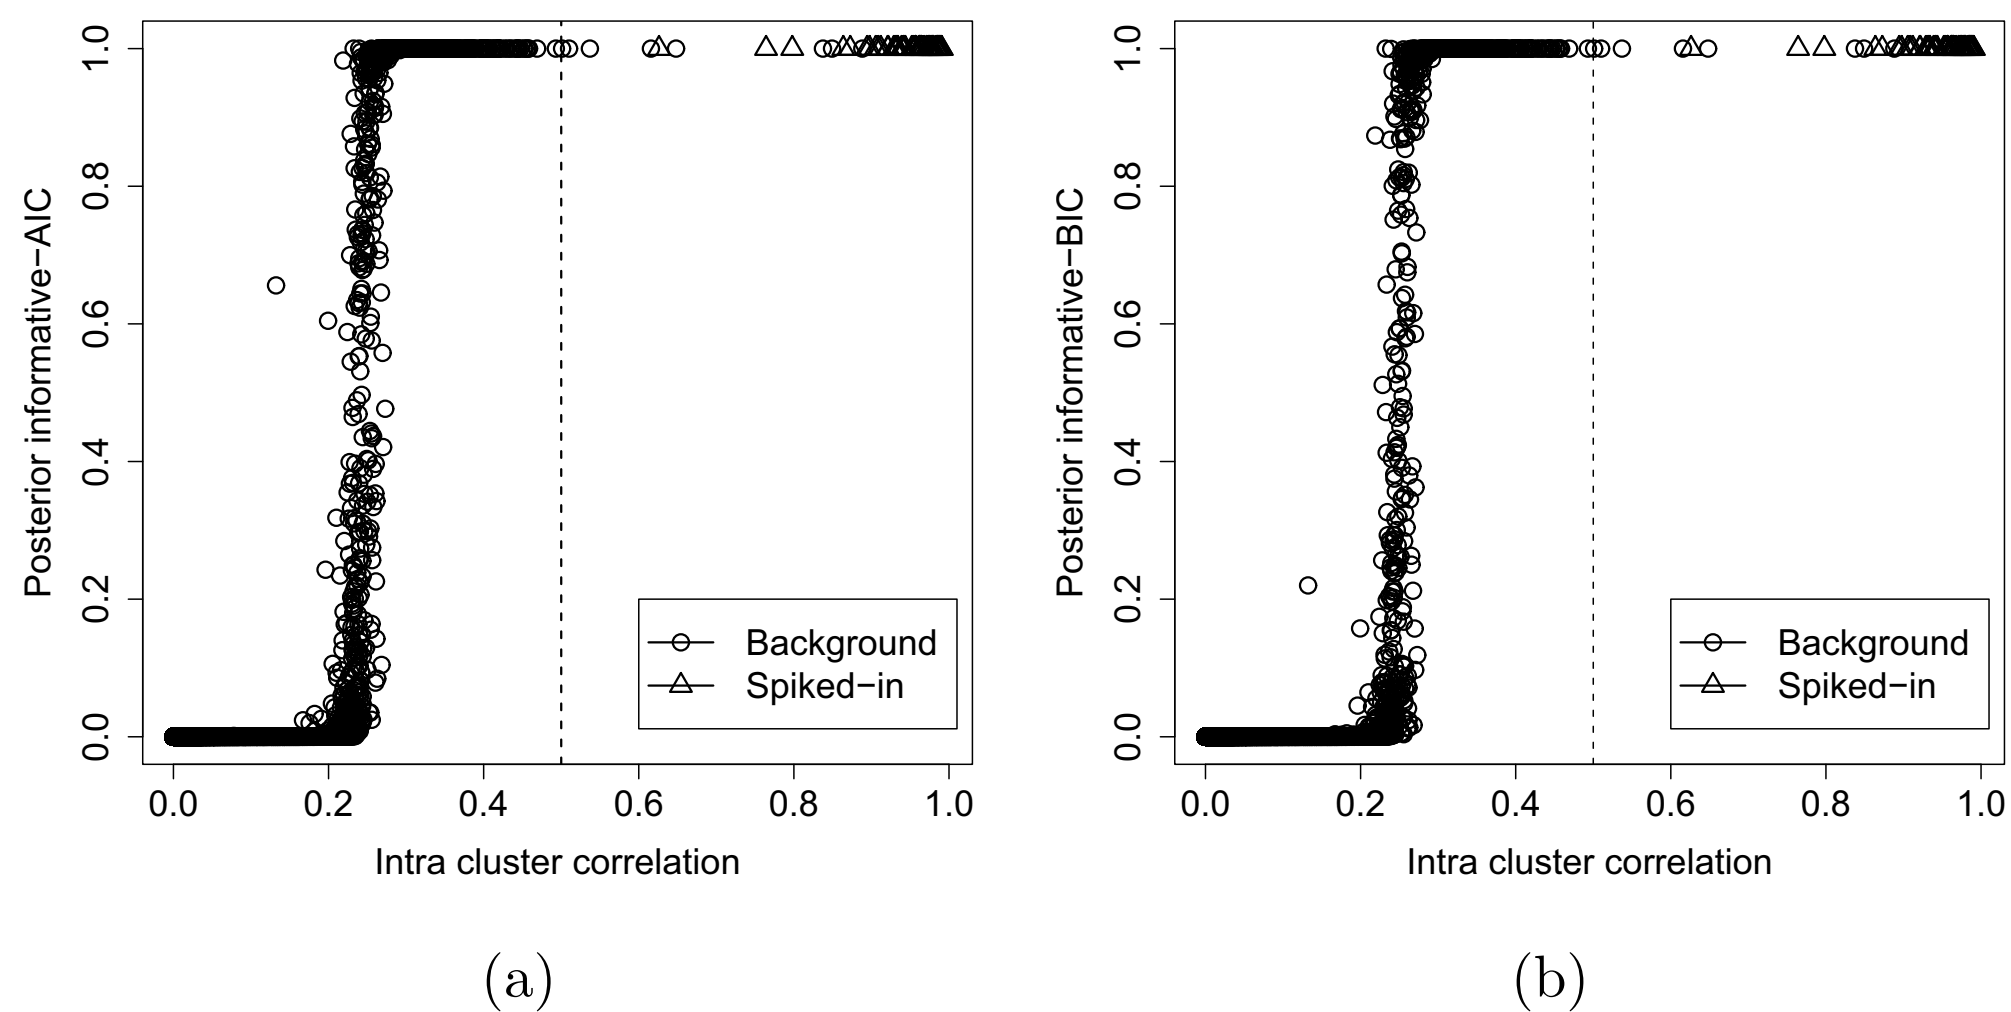 Posterior informative−AIC
1.0
0.8
0.6
0.4
0.2
0.0
0.0 0.2 0.4 0.6 0.8 1.0
Intra cluster correlation
Background
Spiked−in
(a)
Posterior informative−BIC
1.0
0.8
0.6
0.4
0.2
0.0
0.0 0.2 0.4 0.6 0.8 1.0
Intra cluster correlation
Background
Spiked−in
(b)